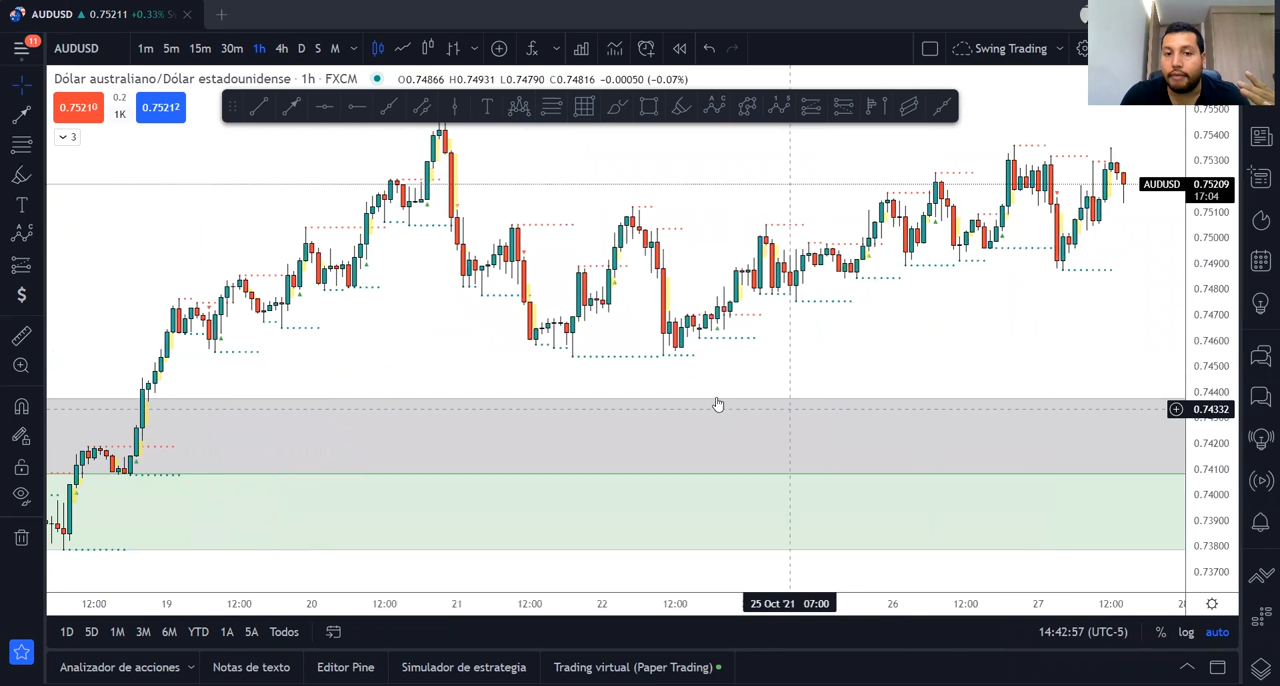 AUDUSD ▲ 0.75211 +0.33%
11
AUDUSD 1m 5m 15m 30m 1h 4h D S M Swing Trading
Dólar australiano/Dólar estadounidense · 1h · FXCM O0.74866 H0.74931 L0.74790 C0.74816 −0.00050 (−0.07%)
0.75210 0.2 0.75212
1K
3
0.75500
0.75400
0.75300
AUDUSD 0.75209
17:04
0.75100
0.75000
0.74900
0.74800
0.74700
0.74600
0.74500
0.74400
0.74332
0.74200
0.74100
0.74000
0.73900
0.73800
0.73700
12:00 19 12:00 20 12:00 21 12:00 22 12:00 25 Oct '21 07:00 26 12:00 27 12:00
1D 5D 1M 3M 6M YTD 1A 5A Todos 14:42:57 (UTC-5) % log auto
Analizador de acciones Notas de texto Editor Pine Simulador de estrategia Trading virtual (Paper Trading)